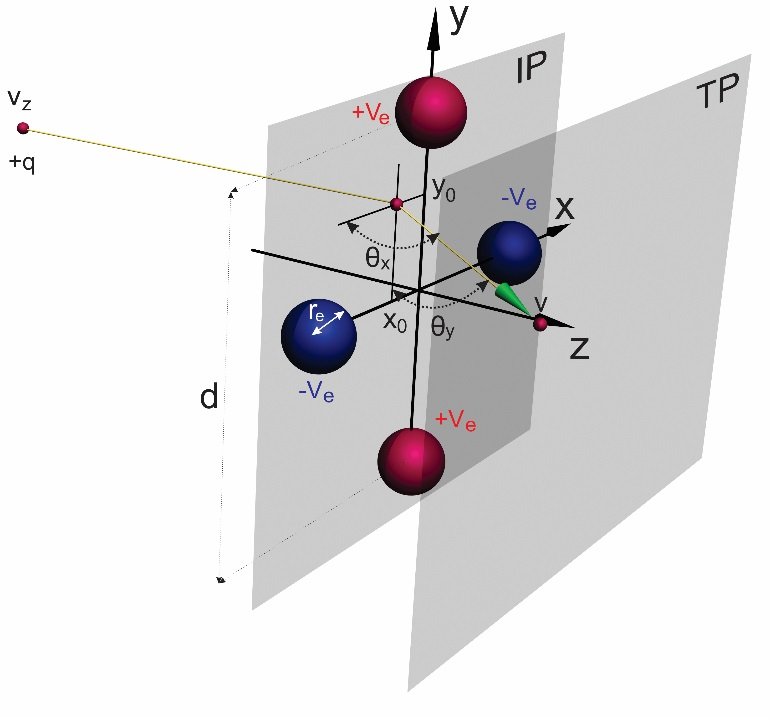 y
IP
TP
v_z
+V_e
+q
y_0
-V_e
x
θ_x
r_e
x_0
θ_y
v
z
-V_e
d
+V_e